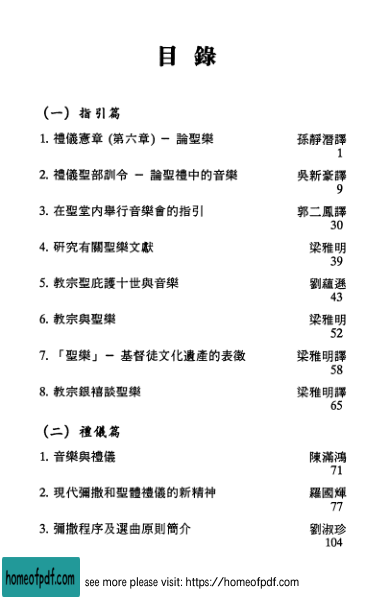 目錄
(一) 指引篇
1. 禮儀憲章 (第六章) － 論聖樂 孫靜潛譯
1
2. 禮儀聖部訓令 － 論聖禮中的音樂 吳新豪譯
9
3. 在聖堂內舉行音樂會的指引 郭二鳳譯
30
4. 研究有關聖樂文獻 梁雅明
39
5. 教宗聖庇護十世與音樂 劉蘊遜
43
6. 教宗與聖樂 梁雅明
52
7. 「聖樂」－ 基督徒文化遺產的表徵 梁雅明譯
58
8. 教宗銀禧談聖樂 梁雅明譯
65
(二) 禮儀篇
1. 音樂與禮儀 陳滿鴻
71
2. 現代彌撒和聖體禮儀的新精神 羅國輝
77
3. 彌撒程序及選曲原則簡介 劉淑珍
104
homeofpdf.com see more please visit: https://homeofpdf.com